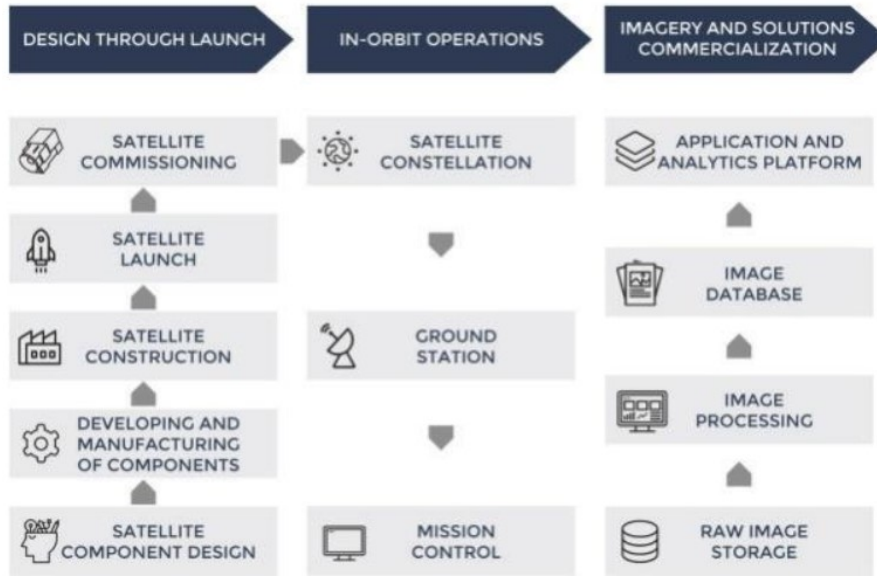 DESIGN THROUGH LAUNCH
IN-ORBIT OPERATIONS
IMAGERY AND SOLUTIONS
COMMERCIALIZATION
SATELLITE
COMMISSIONING
SATELLITE
LAUNCH
SATELLITE
CONSTRUCTION
DEVELOPING AND
MANUFACTURING
OF COMPONENTS
SATELLITE
COMPONENT DESIGN
SATELLITE
CONSTELLATION
GROUND
STATION
MISSION
CONTROL
APPLICATION AND
ANALYTICS PLATFORM
IMAGE
DATABASE
IMAGE
PROCESSING
RAW IMAGE
STORAGE